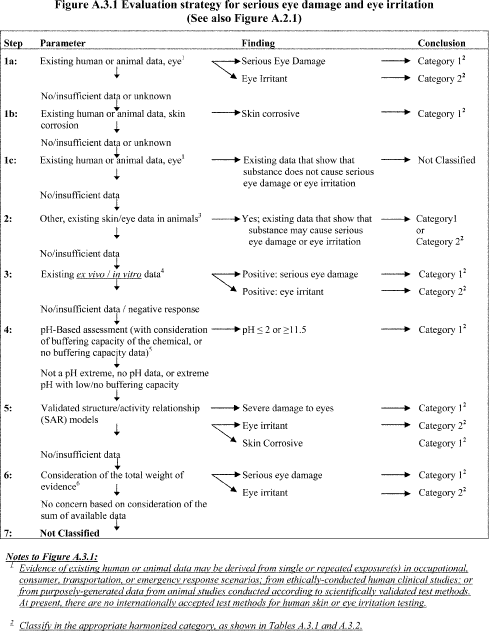 Figure A.3.1 Evaluation strategy for serious eye damage and eye irritation
(See also Figure A.2.1)
Step Parameter Finding Conclusion
1a: Existing human or animal data, eye1 Serious Eye Damage Category 12
Eye Irritant Category 22
No/insufficient data or unknown
1b: Existing human or animal data, skin Skin corrosive Category 12
corrosion
No/insufficient data or unknown
1c: Existing human or animal data, eye1 Existing data that show that Not Classified
substance does not cause serious
eye damage or eye irritation
No/insufficient data
2: Other, existing skin/eye data in animals3 Yes; existing data that show that Category1
substance may cause serious or
eye damage or eye irritation Category 22
No/insufficient data
3: Existing ex vivo / in vitro data4 Positive: serious eye damage Category 12
Positive: eye irritant Category 22
No/insufficient data / negative response
4: pH-Based assessment (with consideration pH ≤ 2 or ≥11.5 Category 12
of buffering capacity of the chemical, or
no buffering capacity data)5
Not a pH extreme, no pH data, or extreme
pH with low/no buffering capacity
5: Validated structure/activity relationship Severe damage to eyes Category 12
(SAR) models Eye irritant Category 22
Skin Corrosive Category 12
No/insufficient data
6: Consideration of the total weight of Serious eye damage Category 12
evidence6 Eye irritant Category 22
No concern based on consideration of the
sum of available data
7: Not Classified
Notes to Figure A.3.1:
1 Evidence of existing human or animal data may be derived from single or repeated exposure(s) in occupational,
consumer, transportation, or emergency response scenarios; from ethically-conducted human clinical studies; or
from purposely-generated data from animal studies conducted according to scientifically validated test methods.
At present, there are no internationally accepted test methods for human skin or eye irritation testing.
2 Classify in the appropriate harmonized category, as shown in Tables A.3.1 and A.3.2.